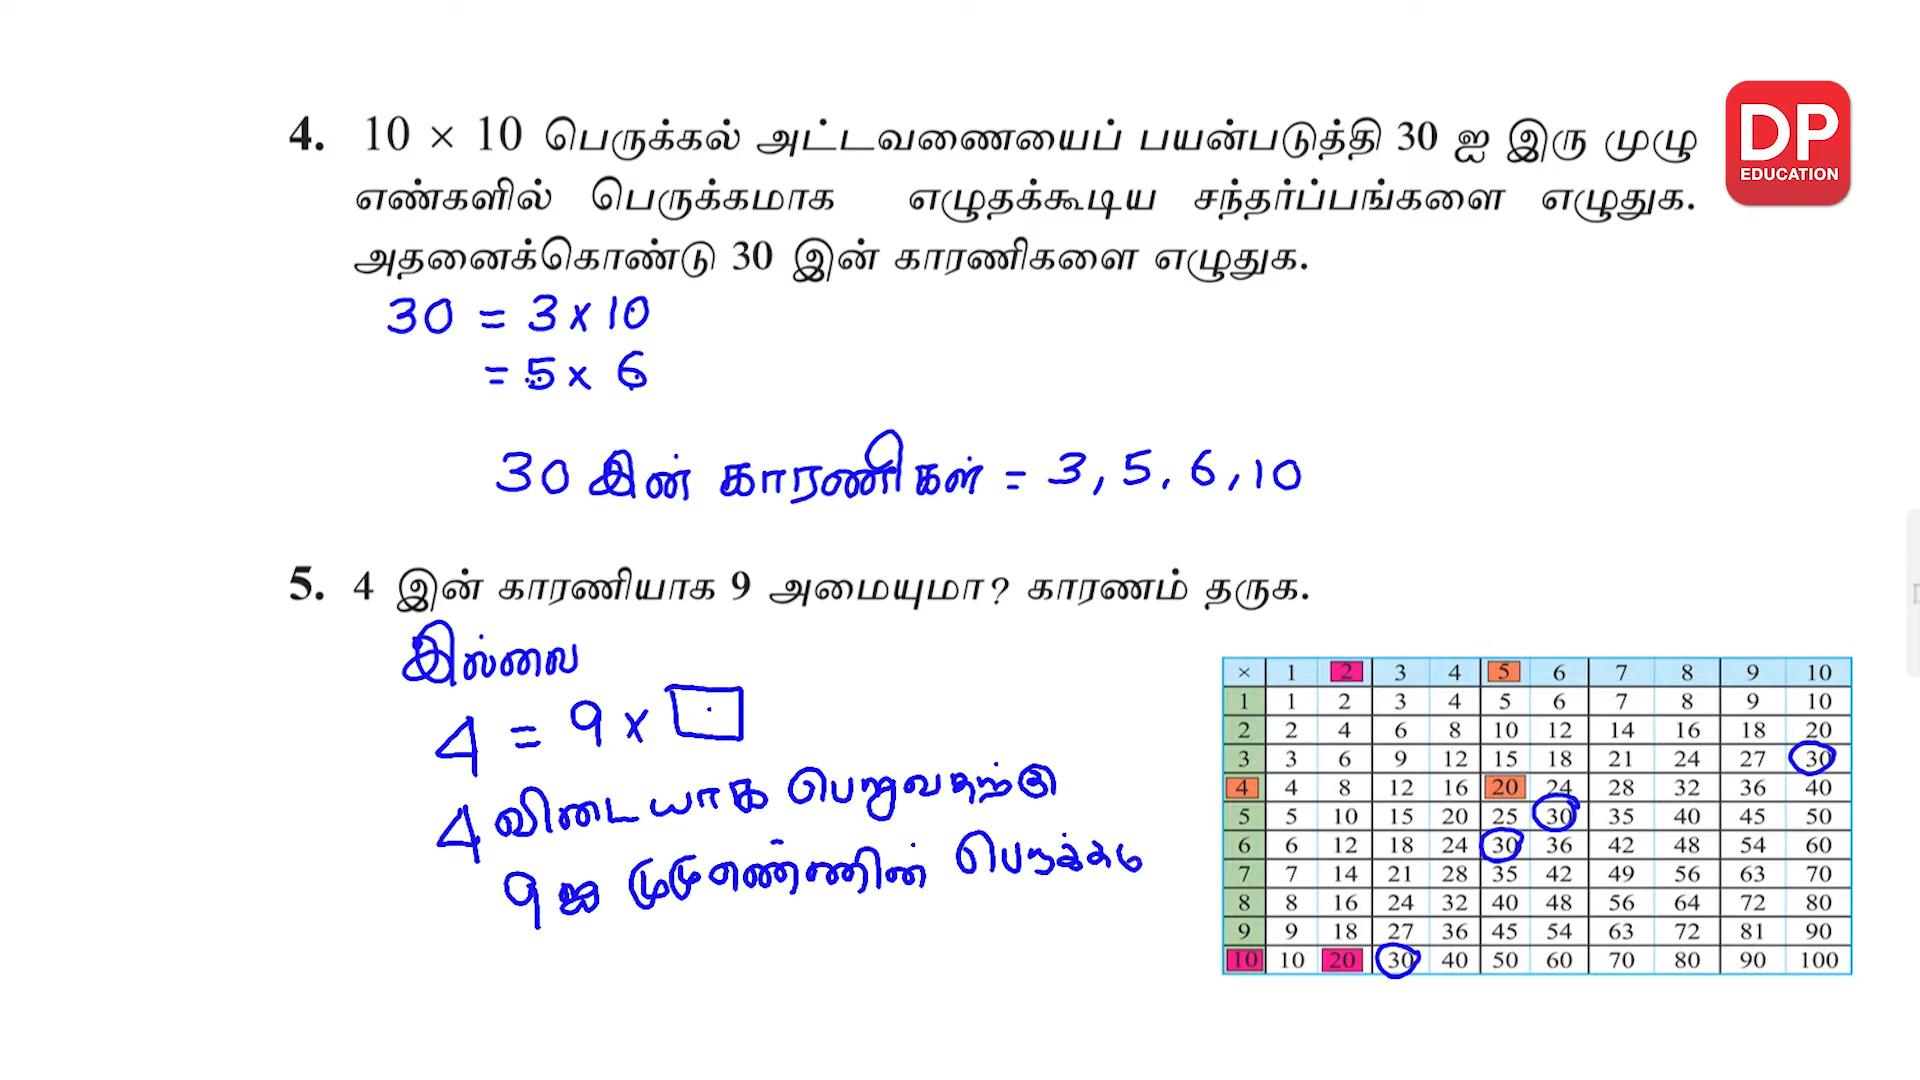 DP
EDUCATION
4. 10 × 10 பெருக்கல் அட்டவணையைப் பயன்படுத்தி 30 ஐ இரு முழு
எண்களில் பெருக்கமாக எழுதக்கூடிய சந்தர்ப்பங்களை எழுதுக.
அதனைக்கொண்டு 30 இன் காரணிகளை எழுதுக.
30 = 3 x 10
= 5 x 6
30 இன் காரணிகள் = 3, 5, 6, 10
5. 4 இன் காரணியாக 9 அமையுமா? காரணம் தருக.
இல்லை
4 = 9 x
4 விடையாக பெறுவதற்கு
9 ஐ முழுஎண்ணின்
× 1 2 3 4 5 6 7 8 9 10
1 1 2 3 4 5 6 7 8 9 10
2 2 4 6 8 10 12 14 16 18 20
3 3 6 9 12 15 18 21 24 27 30
4 4 8 12 16 20 24 28 32 36 40
5 5 10 15 20 25 30 35 40 45 50
6 6 12 18 24 30 36 42 48 54 60
7 7 14 21 28 35 42 49 56 63 70
8 8 16 24 32 40 48 56 64 72 80
9 9 18 27 36 45 54 63 72 81 90
10 10 20 30 40 50 60 70 80 90 100